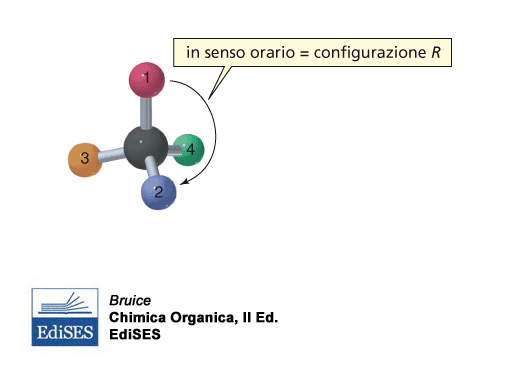 in senso orario = configurazione R
1
3
4
2
EdiSES
Bruice
Chimica Organica, II Ed.
EdiSES